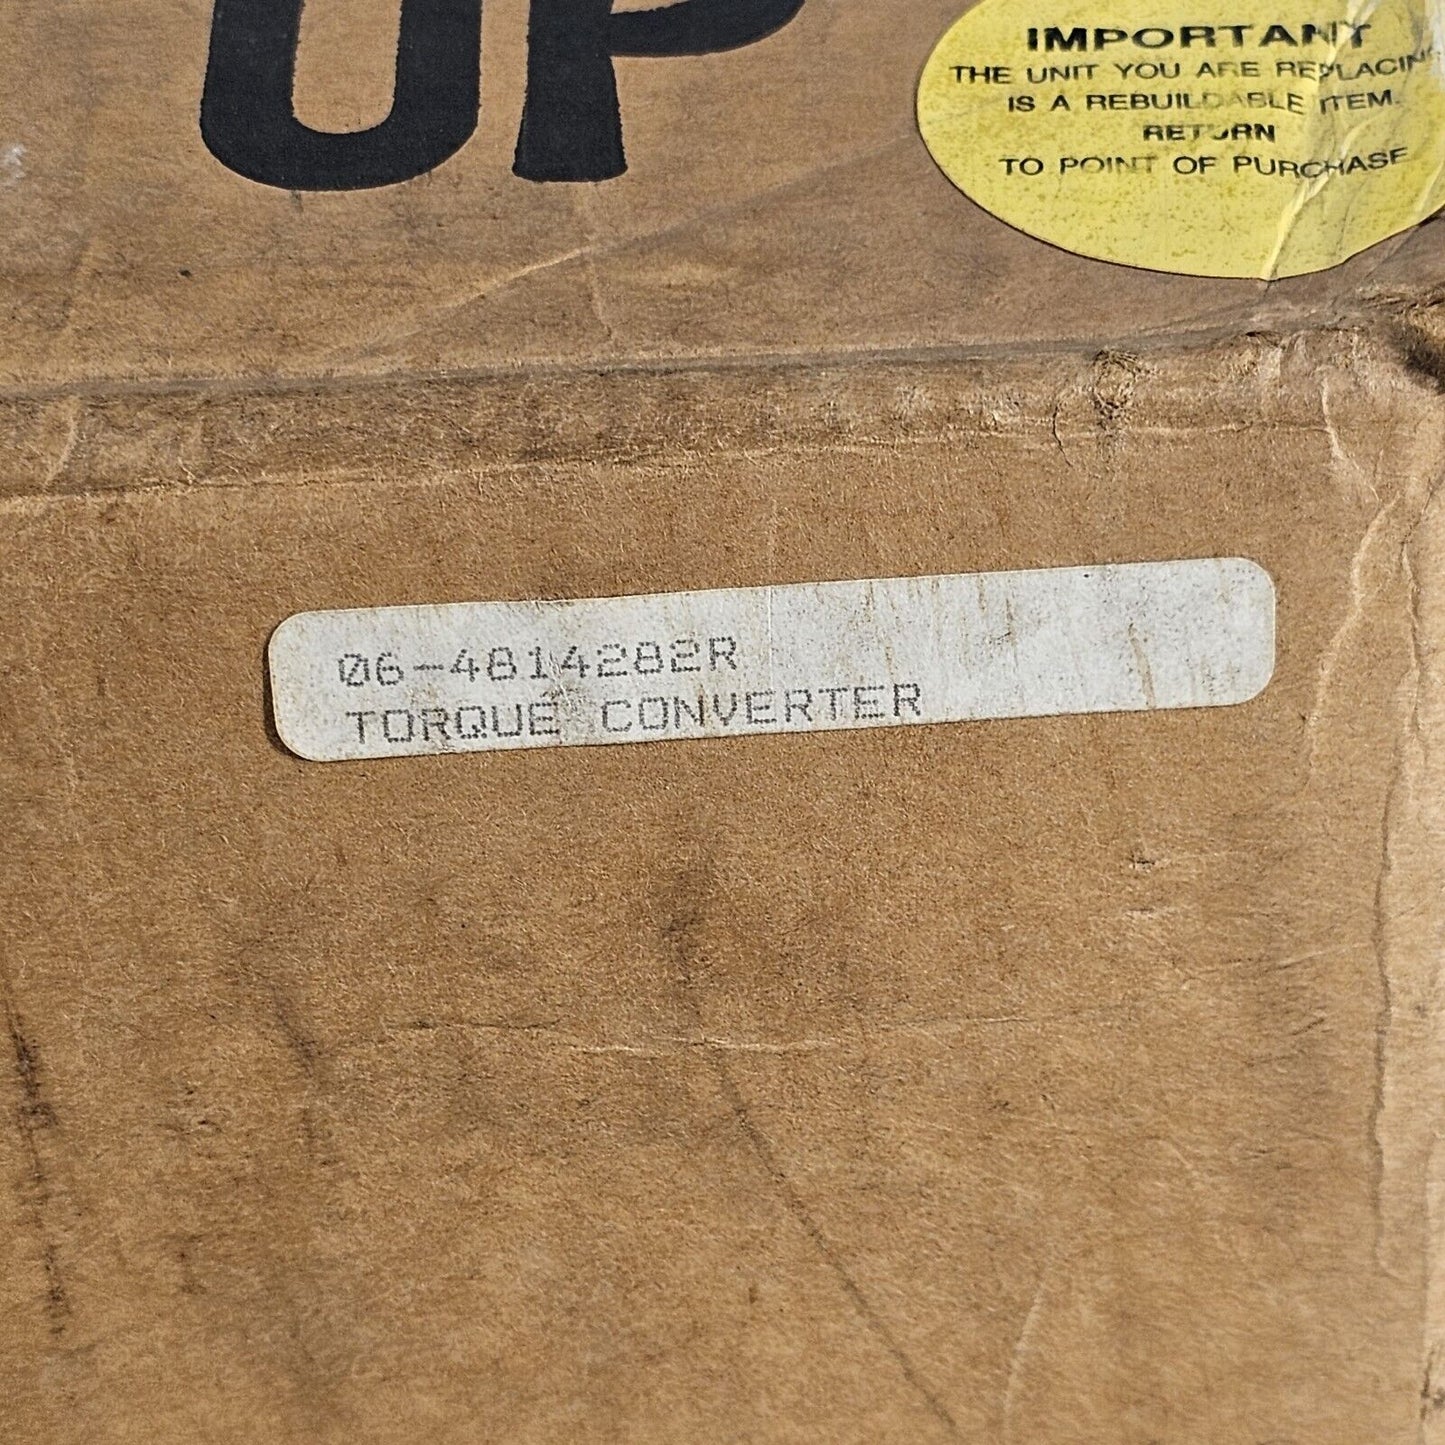 UP
IMPORTANT
THE UNIT YOU ARE REPLACING
IS A REBUILDABLE ITEM.
RETURN
TO POINT OF PURCHASE
06-4814282R
TORQUE CONVERTER